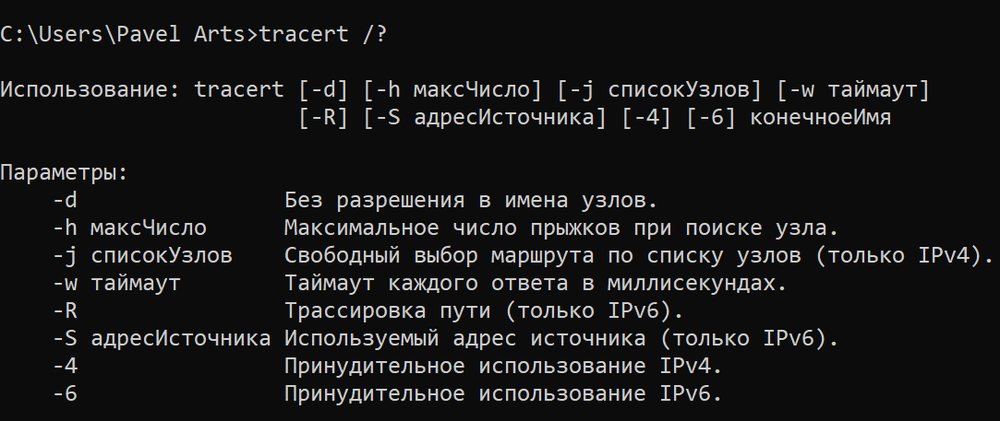 C:\Users\Pavel Arts>tracert /?
Использование: tracert [-d] [-h максЧисло] [-j списокУзлов] [-w таймаут]
[-R] [-S адресИсточника] [-4] [-6] конечноеИмя
Параметры:
-d Без разрешения в имена узлов.
-h максЧисло Максимальное число прыжков при поиске узла.
-j списокУзлов Свободный выбор маршрута по списку узлов (только IPv4).
-w таймаут Таймаут каждого ответа в миллисекундах.
-R Трассировка пути (только IPv6).
-S адресИсточника Используемый адрес источника (только IPv6).
-4 Принудительное использование IPv4.
-6 Принудительное использование IPv6.